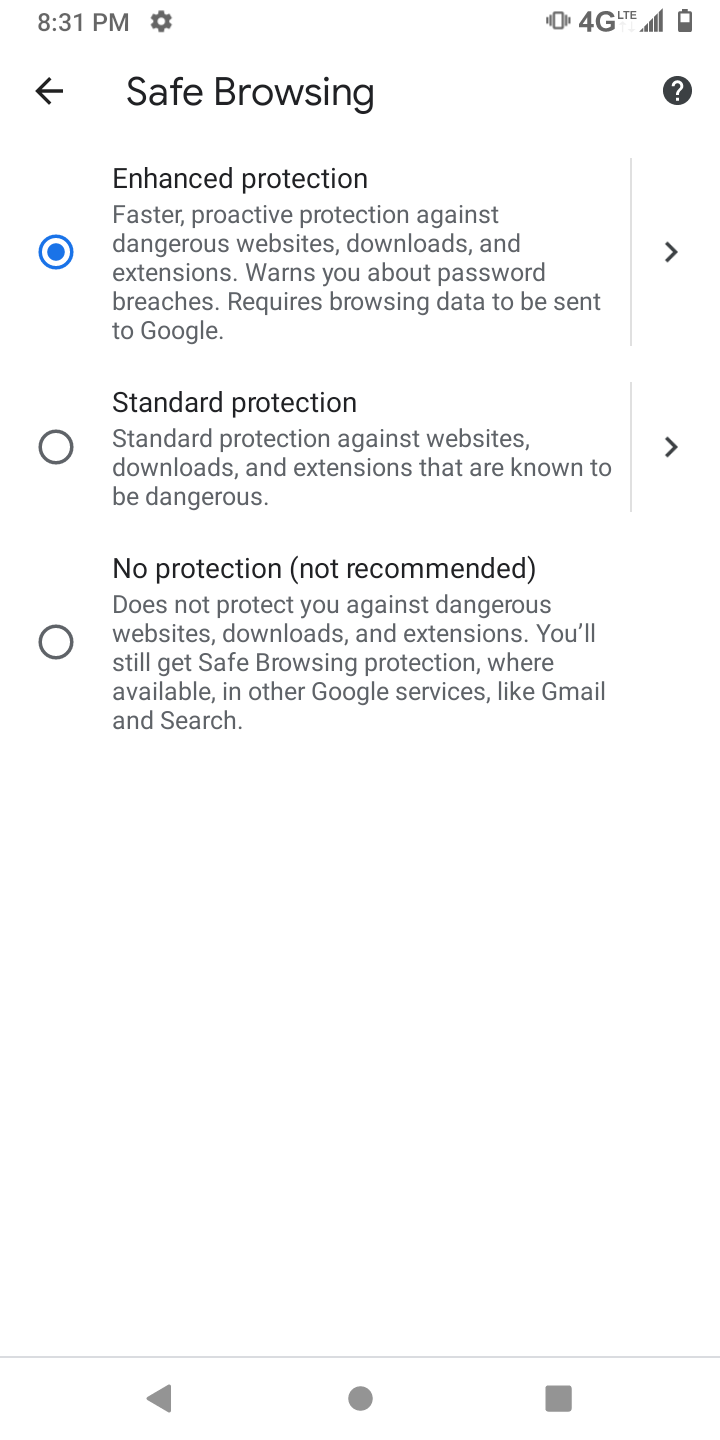 8:31 PM
4G LTE
Safe Browsing
Enhanced protection
Faster, proactive protection against
dangerous websites, downloads, and
extensions. Warns you about password
breaches. Requires browsing data to be sent
to Google.
Standard protection
Standard protection against websites,
downloads, and extensions that are known to
be dangerous.
No protection (not recommended)
Does not protect you against dangerous
websites, downloads, and extensions. You’ll
still get Safe Browsing protection, where
available, in other Google services, like Gmail
and Search.